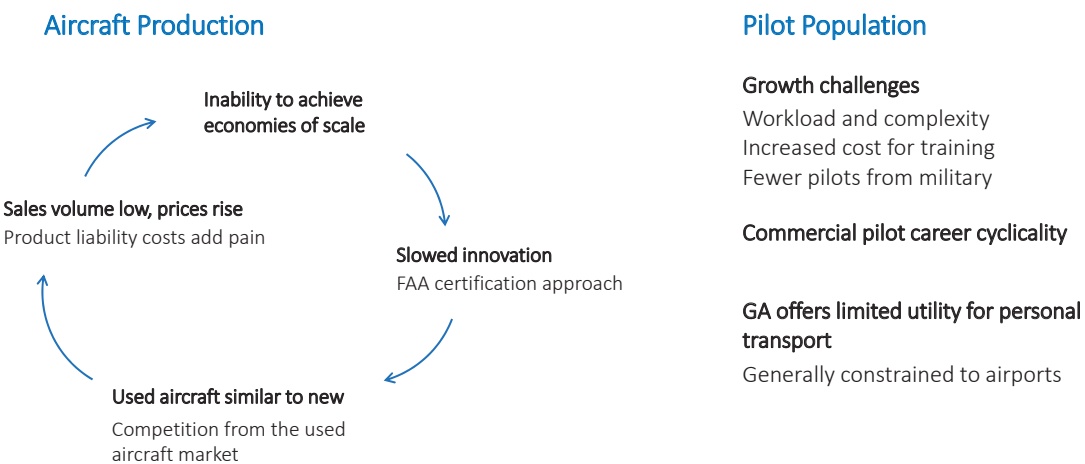 Aircraft Production
Inability to achieve
economies of scale
Sales volume low, prices rise
Product liability costs add pain
Slowed innovation
FAA certification approach
Used aircraft similar to new
Competition from the used
aircraft market
Pilot Population
Growth challenges
Workload and complexity
Increased cost for training
Fewer pilots from military
Commercial pilot career cyclicality
GA offers limited utility for personal
transport
Generally constrained to airports